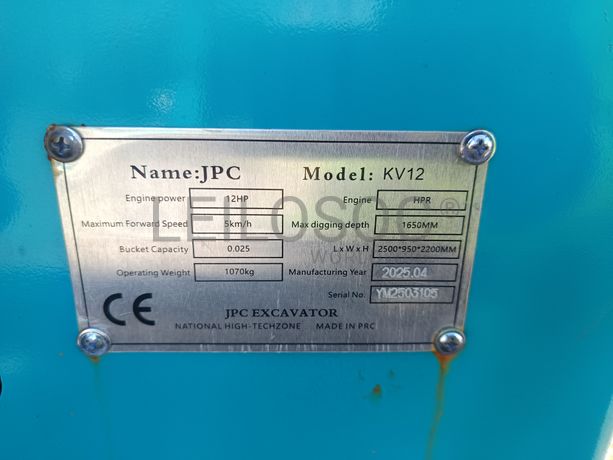 Name:JPC Model: KV12
Engine power 12HP Engine HPR
Maximum Forward Speed 5km/h Max digging depth 1650MM
Bucket Capacity 0.025 L x W x H 2500*950*2200MM
Operating Weight 1070kg Manufacturing Year 2025.04
Serial No. YM2503105
CE
JPC EXCAVATOR
NATIONAL HIGH-TECHZONE MADE IN PRC
LEILOSOC®